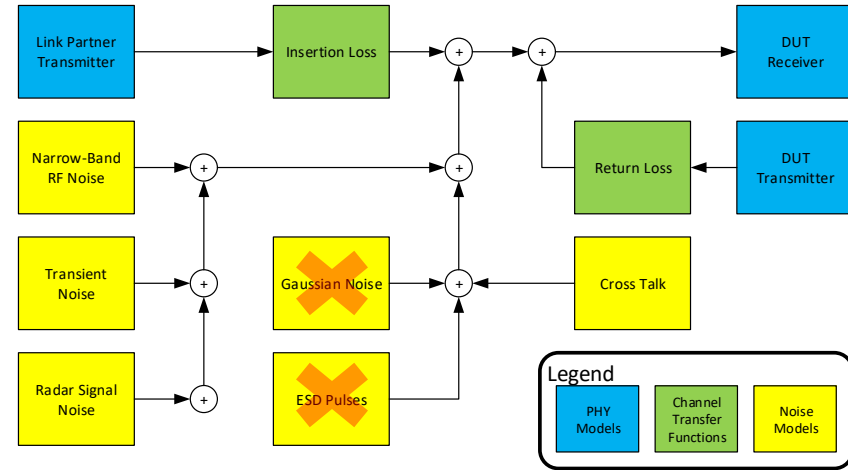 Link Partner
Transmitter
Insertion Loss
+
+
DUT
Receiver
Narrow-Band
RF Noise
+
+
Return Loss
DUT
Transmitter
Transient
Noise
+
Gaussian Noise
+
Cross Talk
Radar Signal
Noise
+
ESD Pulses
Legend
PHY
Models
Channel
Transfer
Functions
Noise
Models